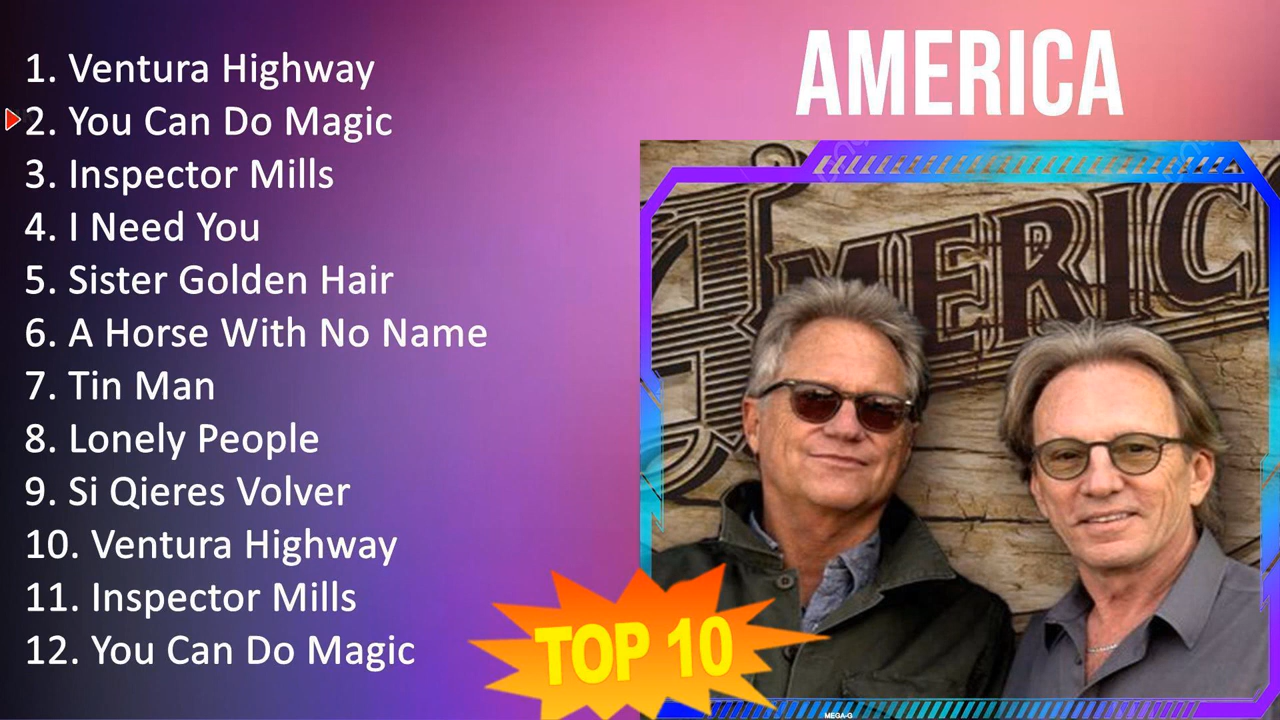 AMERICA
1. Ventura Highway
2. You Can Do Magic
3. Inspector Mills
4. I Need You
5. Sister Golden Hair
6. A Horse With No Name
7. Tin Man
8. Lonely People
9. Si Qieres Volver
10. Ventura Highway
11. Inspector Mills
12. You Can Do Magic
AMERIC
TOP 10
MEGA-G